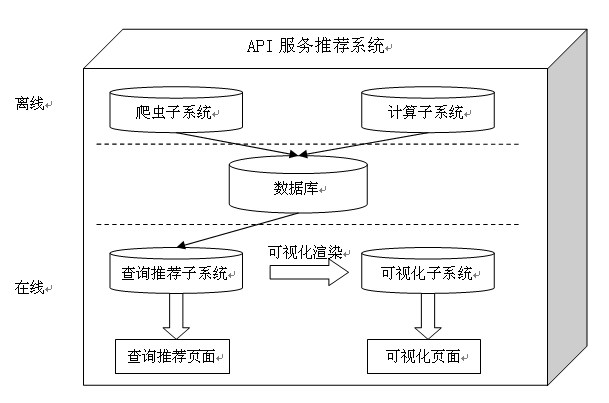 API 服务推荐系统
离线
爬虫子系统
计算子系统
数据库
可视化渲染
查询推荐子系统
可视化子系统
在线
查询推荐页面
可视化页面